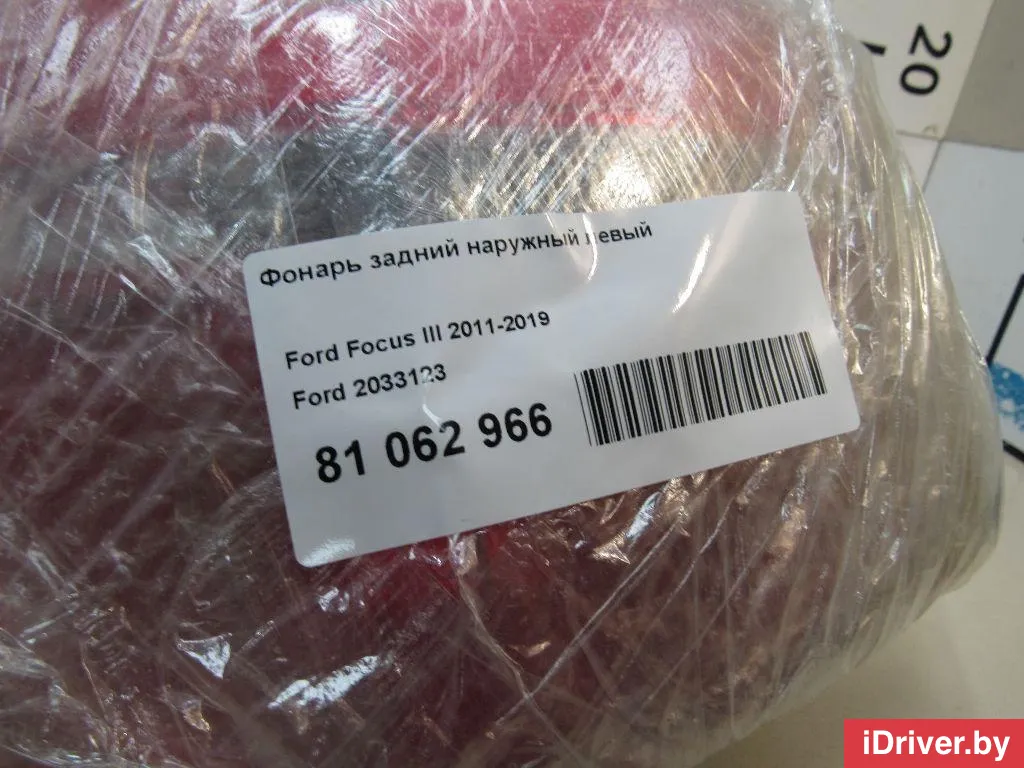 20
Фонарь задний наружный левый
Ford Focus III 2011-2019
Ford 2033123
81 062 966
iDriver.by